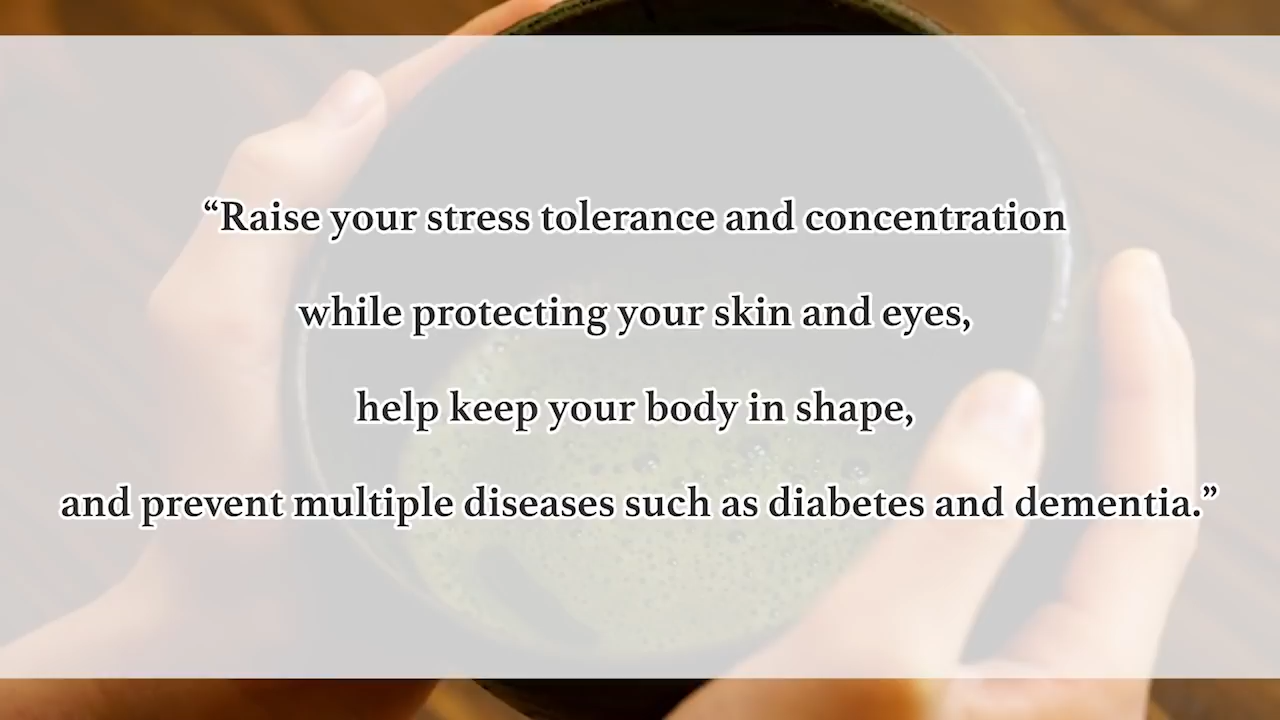 “Raise your stress tolerance and concentration
while protecting your skin and eyes,
help keep your body in shape,
and prevent multiple diseases such as diabetes and dementia.”